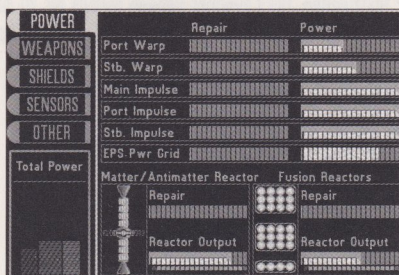 POWER
WEAPONS
SHIELDS
SENSORS
OTHER
Total Power
Repair Power
Port Warp
Stb. Warp
Main Impulse
Port Impulse
Stb. Impulse
EPS Pwr Grid
Matter/Antimatter Reactor Fusion Reactors
Repair Repair
Reactor Output Reactor Output